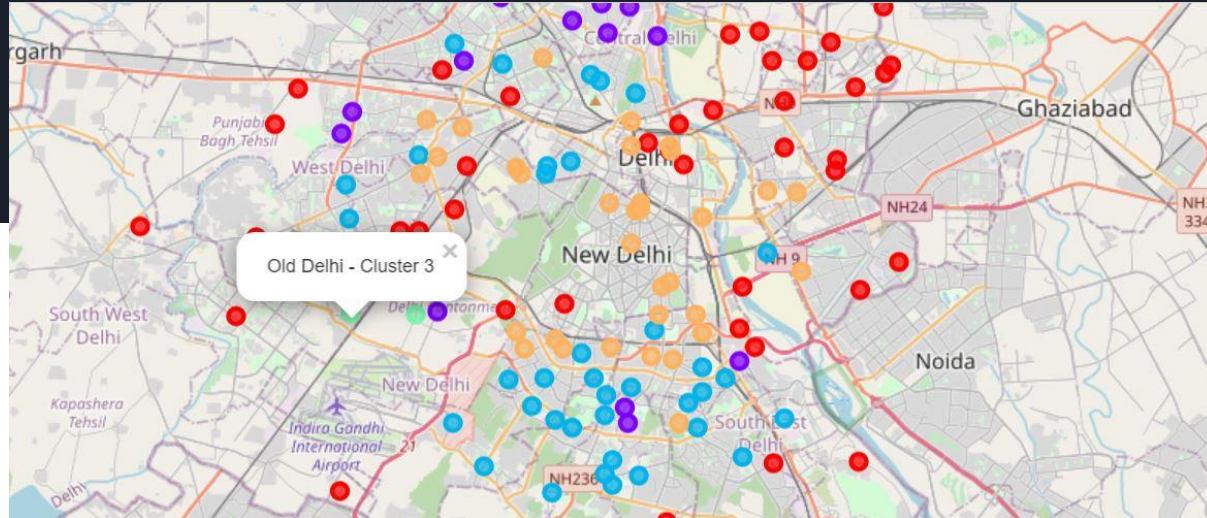 rgarh
Central Delhi
Punjabi
Bagh Tehsil
West Delhi
Delhi
Ghaziabad
NH24
NH
334
New Delhi
NH 9
Old Delhi - Cluster 3
×
South West
Delhi
New Delhi
Noida
Kapashera
Tehsil
Indira Gandhi
International
Airport
21
South East
Delhi
NH236
Delhi